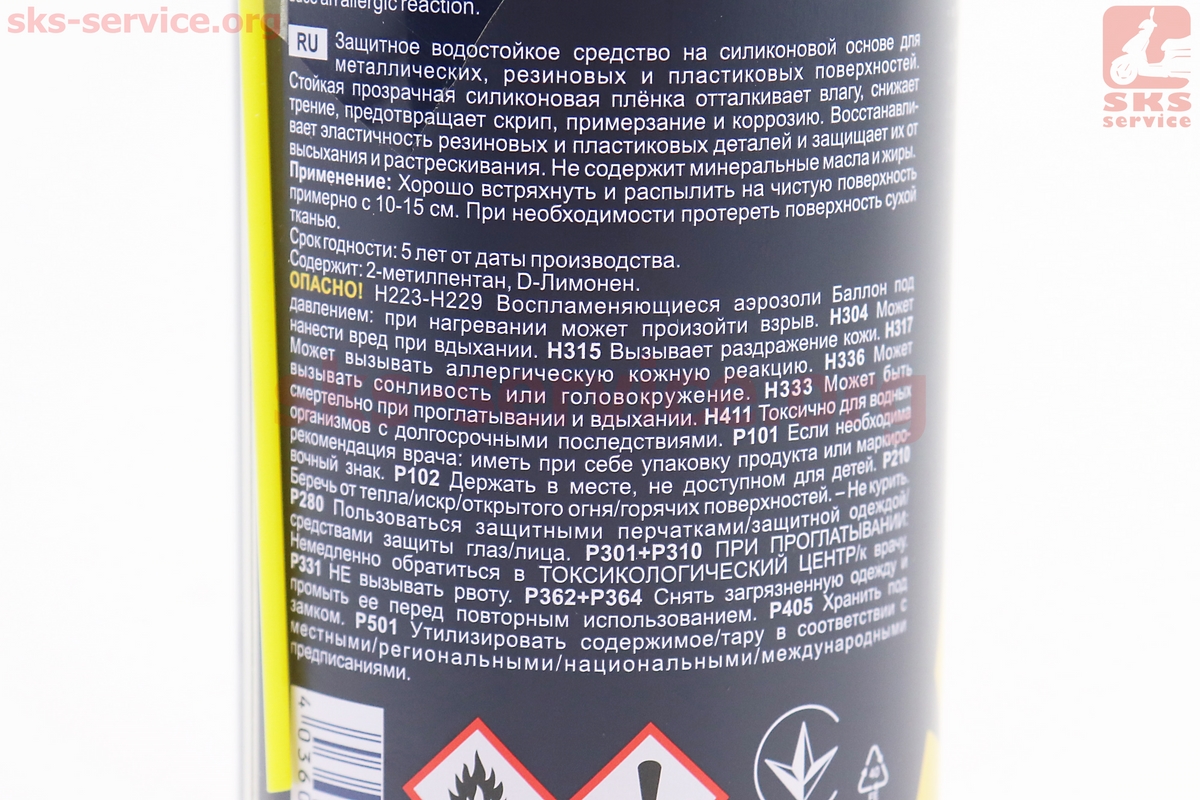 sks-service.org
SKS
service
an allergic reaction.
RU Защитное водостойкое средство на силиконовой основе для
металлических, резиновых и пластиковых поверхностей.
Стойкая прозрачная силиконовая плёнка отталкивает влагу, снижает
трение, предотвращает скрип, примерзание и коррозию. Восстанавли-
вает эластичность резиновых и пластиковых деталей и защищает их от
высыхания и растрескивания. Не содержит минеральные масла и жиры.
Применение: Хорошо встряхнуть и распылить на чистую поверхность
примерно с 10-15 см. При необходимости протереть поверхность сухой
тканью.
Срок годности: 5 лет от даты производства.
Содержит: 2-метилпентан, D-Лимонен.
ОПАСНО! H223-H229 Воспламеняющиеся аэрозоли Баллон под
давлением: при нагревании может произойти взрыв. H304 Может
нанести вред при вдыхании. H315 Вызывает раздражение кожи. H317
Может вызывать аллергическую кожную реакцию. H336 Может
вызывать сонливость или головокружение. H333 Может быть
смертельно при проглатывании и вдыхании. H411 Токсично для водных
организмов с долгосрочными последствиями. P101 Если необходима
рекомендация врача: иметь при себе упаковку продукта или маркиро-
вочный знак. P102 Держать в месте, не доступном для детей. P210
Беречь от тепла/искр/открытого огня/горячих поверхностей. – Не курить.
P280 Пользоваться защитными перчатками/защитной одеждой/
средствами защиты глаз/лица. P301+P310 ПРИ ПРОГЛАТЫВАНИИ:
Немедленно обратиться в ТОКСИКОЛОГИЧЕСКИЙ ЦЕНТР/к врачу.
P331 НЕ вызывать рвоту. P362+P364 Снять загрязненную одежду и
промыть ее перед повторным использованием. P405 Хранить под
замком. P501 Утилизировать содержимое/тару в соответствии с
местными/региональными/национальными/международными
предписаниями.
4 036
40